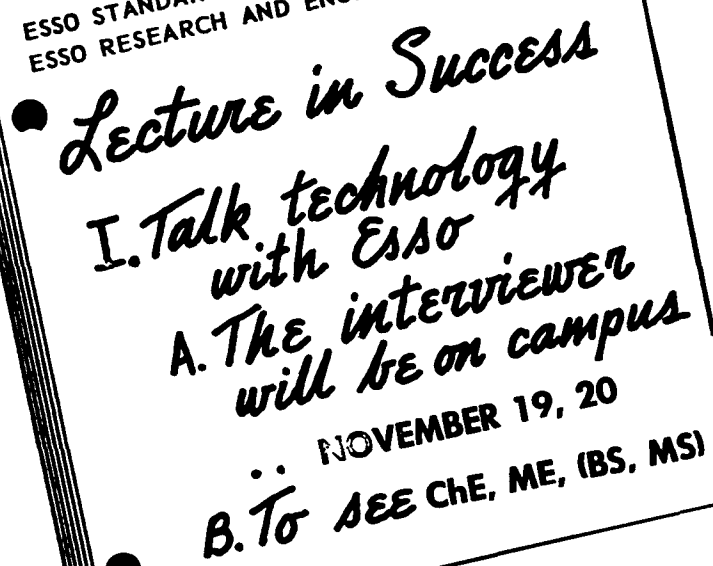 ESSO STANDAR
ESSO RESEARCH AND
Lecture in Success
I. Talk technology
with Esso
A. The interviewer
will be on campus
.. NOVEMBER 19, 20
B. To see ChE, ME, (BS, MS)